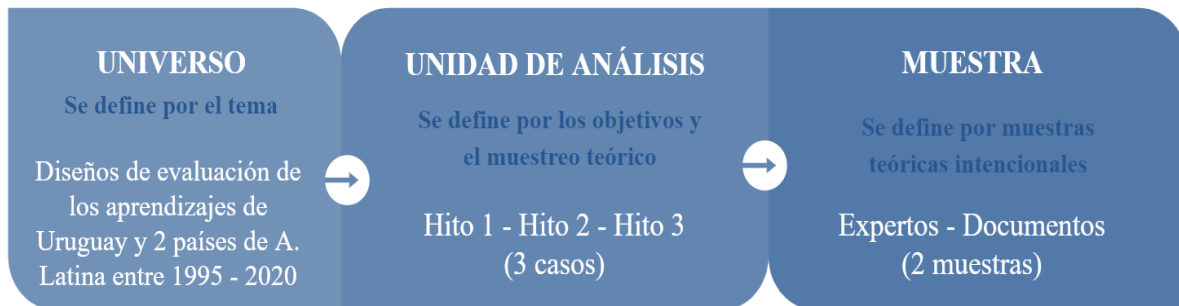 UNIVERSO
Se define por el tema
Diseños de evaluación de
los aprendizajes de
Uruguay y 2 países de A.
Latina entre 1995 - 2020
UNIDAD DE ANÁLISIS
Se define por los objetivos y
el muestreo teórico
Hito 1 - Hito 2 - Hito 3
(3 casos)
MUESTRA
Se define por muestras
teóricas intencionales
Expertos - Documentos
(2 muestras)